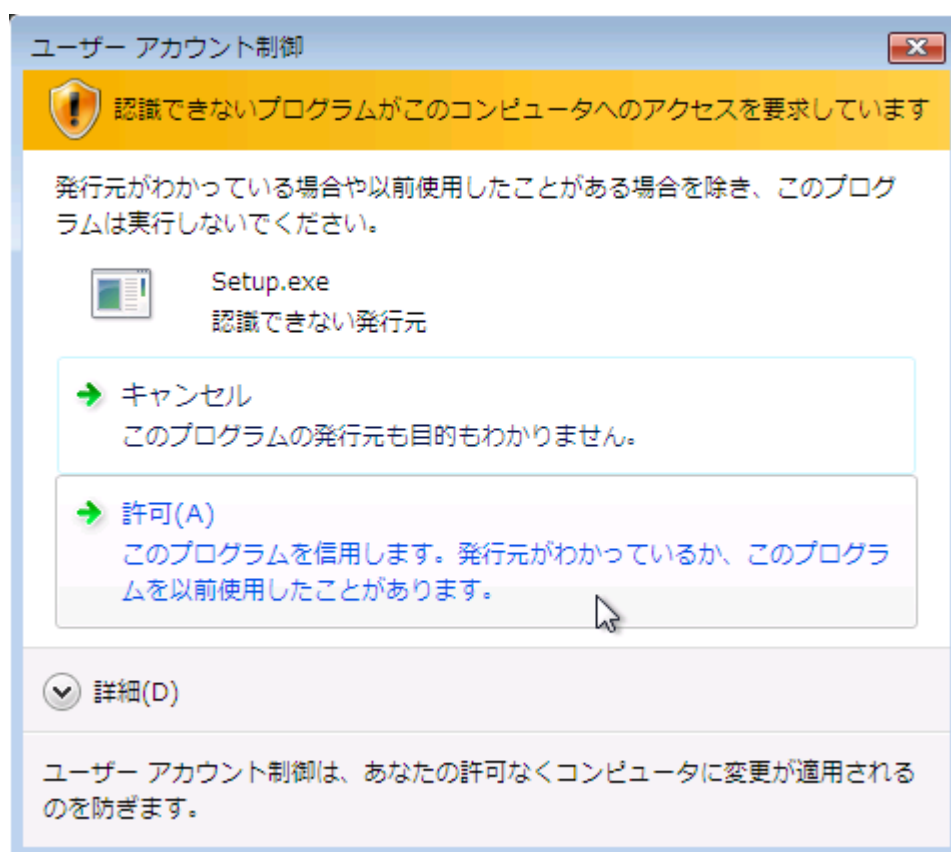 ユーザー アカウント制御
認識できないプログラムがこのコンピュータへのアクセスを要求しています
発行元がわかっている場合や以前使用したことがある場合を除き、このプログ
ラムは実行しないでください。
Setup.exe
認識できない発行元
キャンセル
このプログラムの発行元も目的もわかりません。
許可(A)
このプログラムを信用します。発行元がわかっているか、このプログラ
ムを以前使用したことがあります。
詳細(D)
ユーザー アカウント制御は、あなたの許可なくコンピュータに変更が適用される
のを防ぎます。